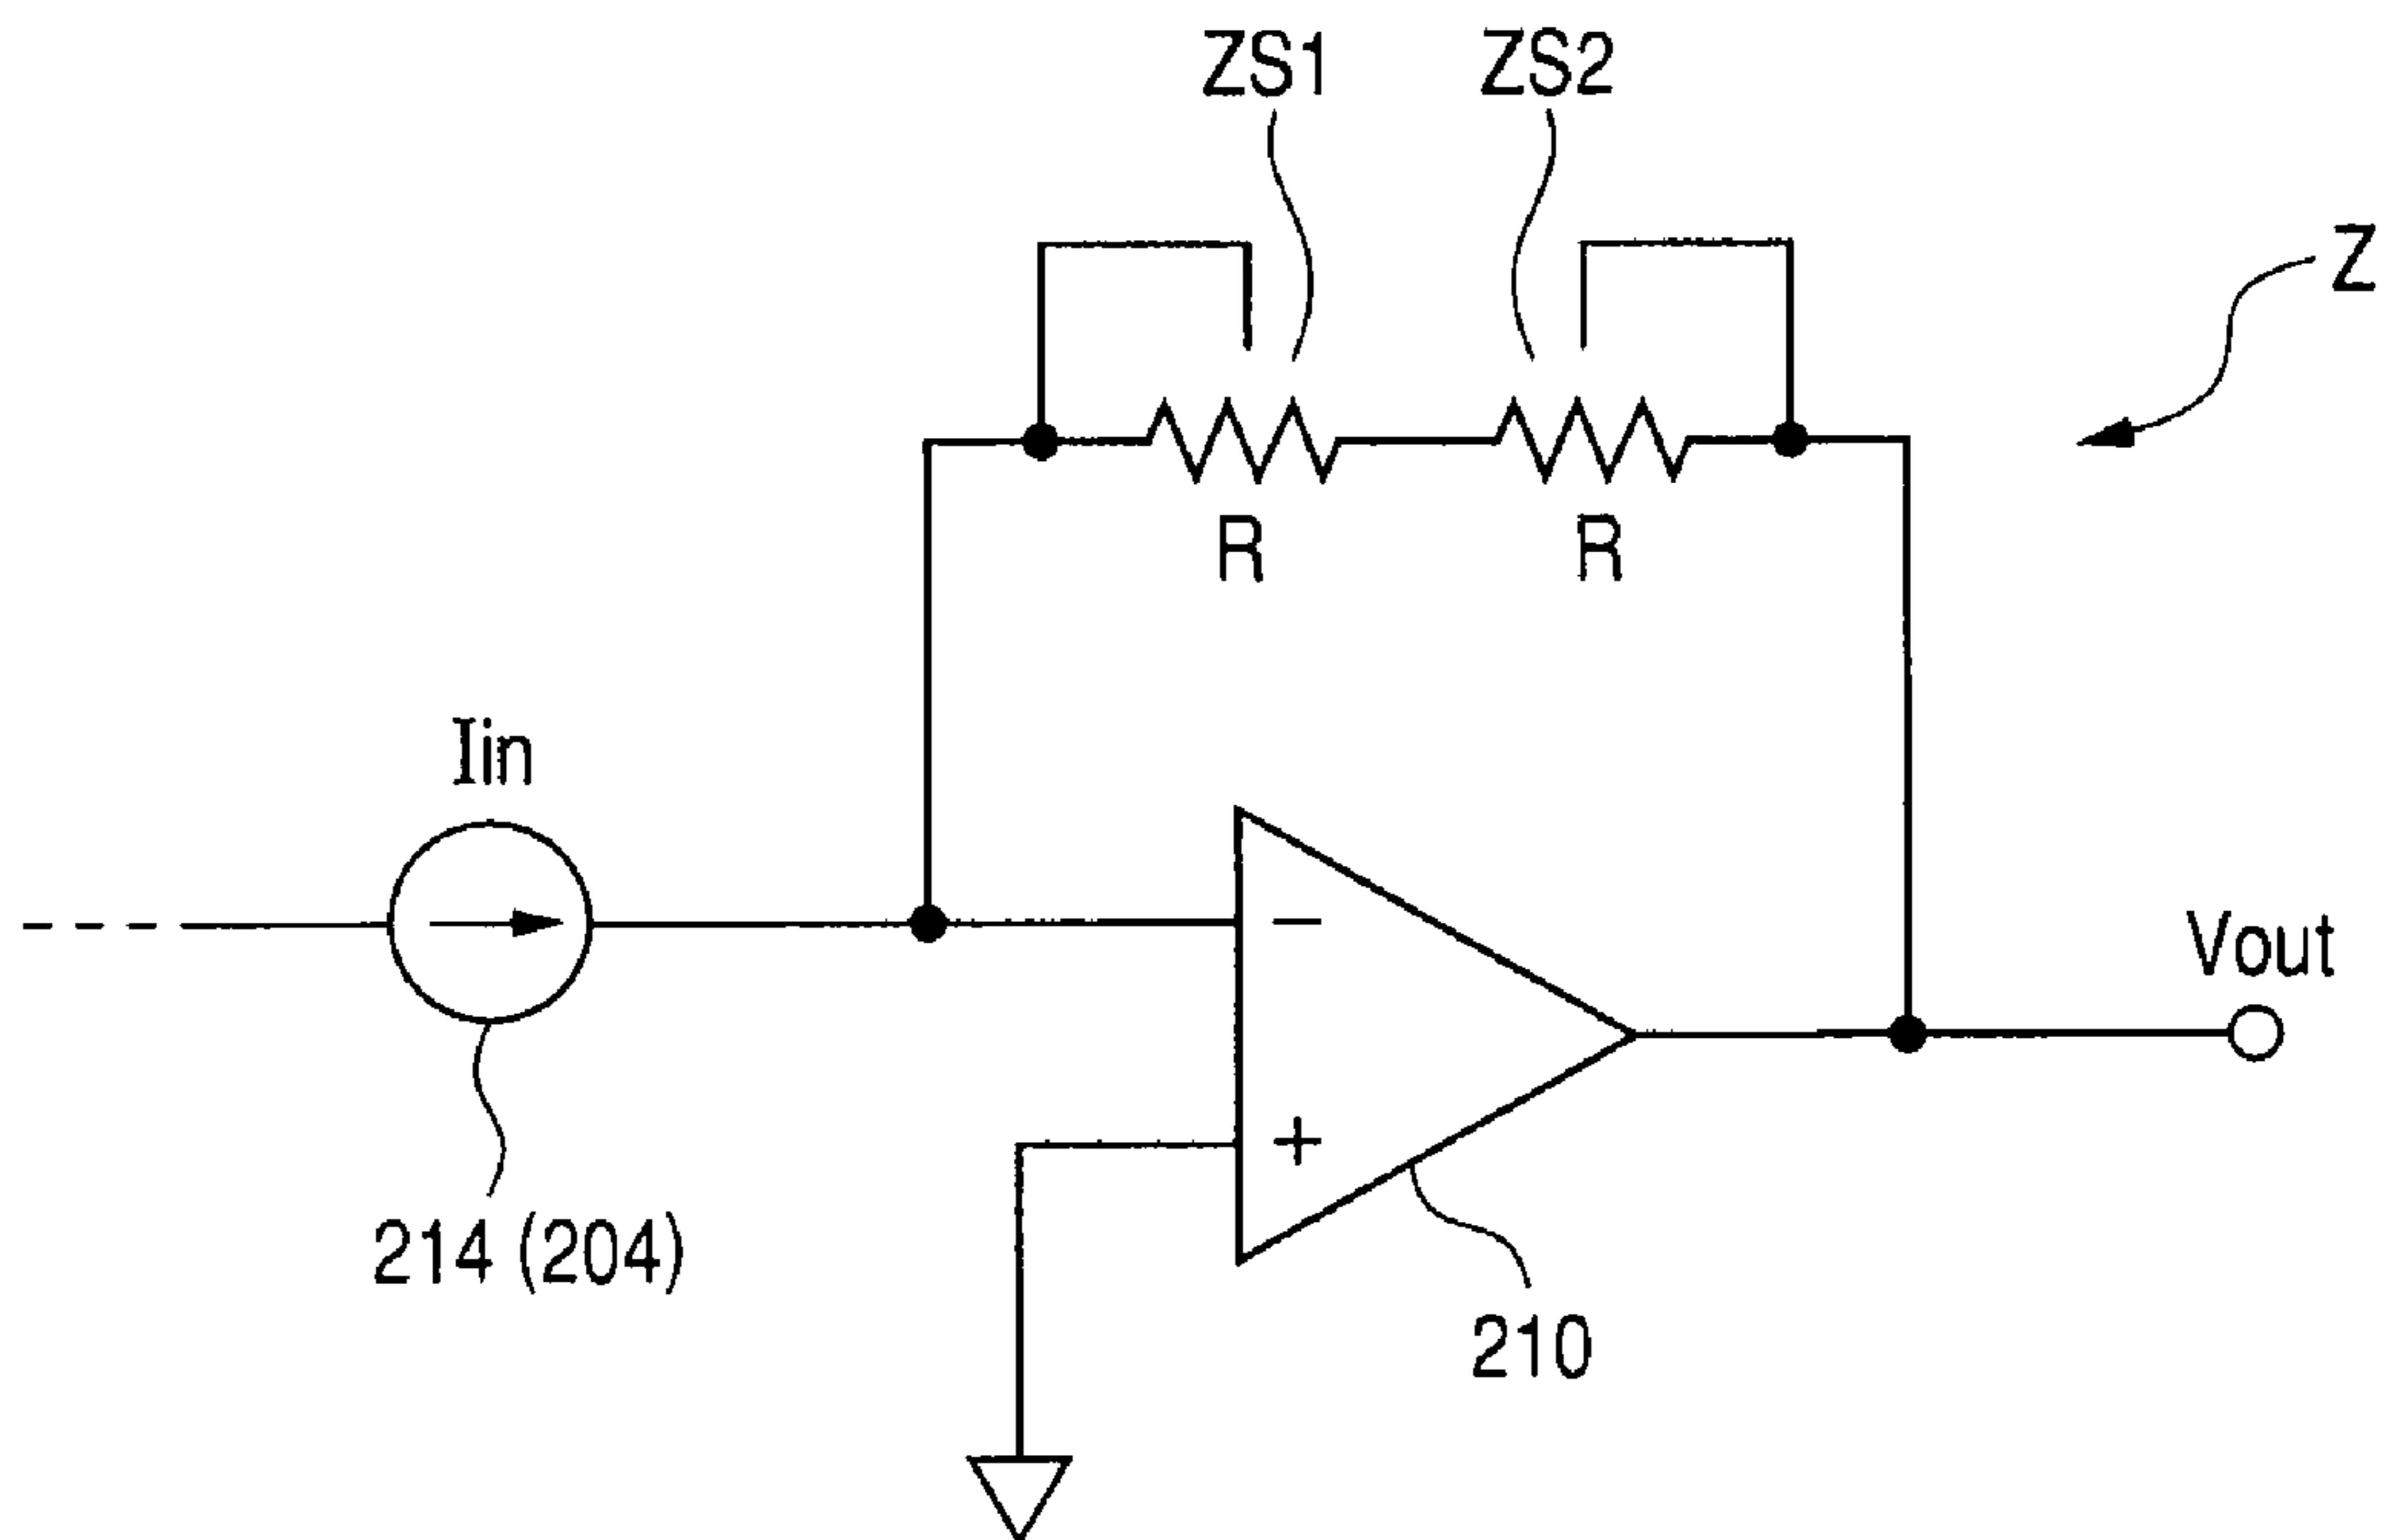 ZS1 ZS2
Z
R R
Iin
−
Vout
+
214 (204)
210